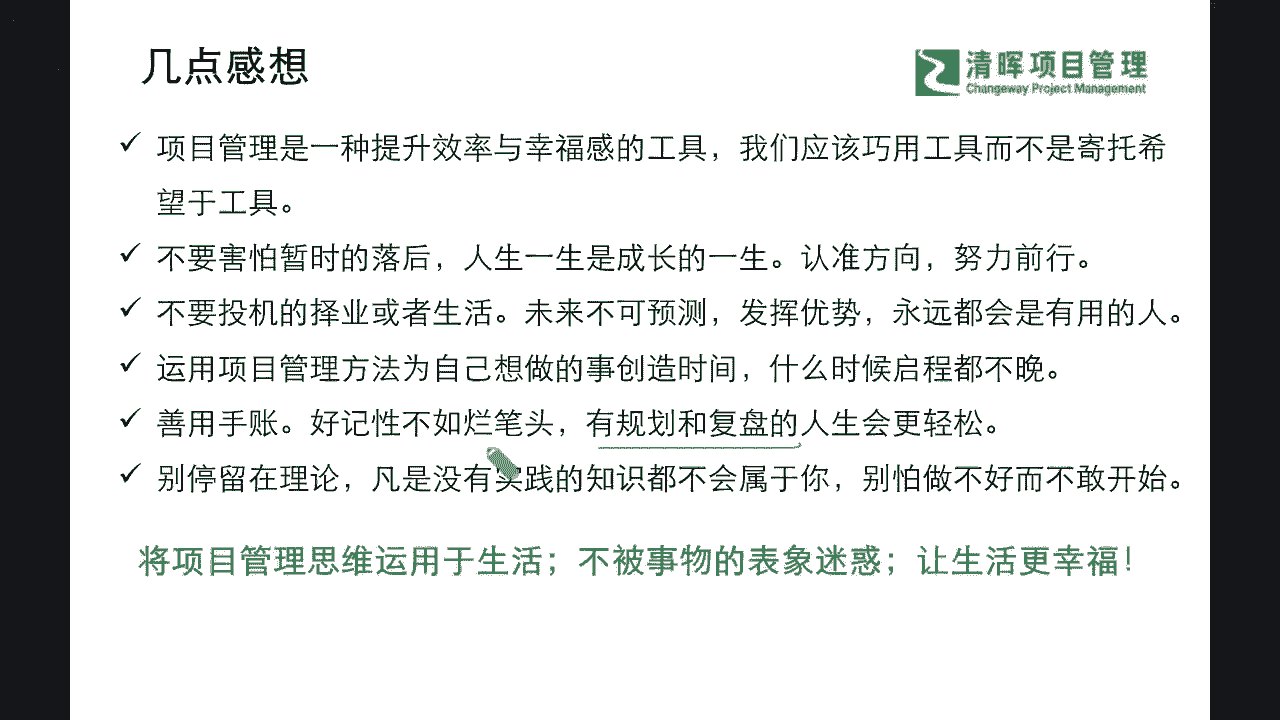 几点感想
清晖项目管理
Changeway Project Management
项目管理是一种提升效率与幸福感的工具，我们应该巧用工具而不是寄托希
望于工具。
不要害怕暂时的落后，人生一生是成长的一生。认准方向，努力前行。
不要投机的择业或者生活。未来不可预测，发挥优势，永远都会是有用的人。
运用项目管理方法为自己想做的事创造时间，什么时候启程都不晚。
善用手账。好记性不如烂笔头，有规划和复盘的人生会更轻松。
别停留在理论，凡是没有实践的知识都不会属于你，别怕做不好而不敢开始。
将项目管理思维运用于生活；不被事物的表象迷惑；让生活更幸福！